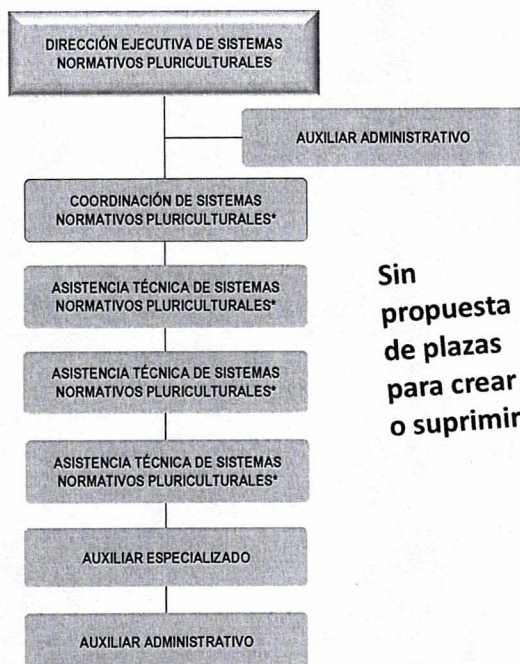 DIRECCIÓN EJECUTIVA DE SISTEMAS
NORMATIVOS PLURICULTURALES
AUXILIAR ADMINISTRATIVO
COORDINACIÓN DE SISTEMAS
NORMATIVOS PLURICULTURALES*
ASISTENCIA TÉCNICA DE SISTEMAS
NORMATIVOS PLURICULTURALES*
ASISTENCIA TÉCNICA DE SISTEMAS
NORMATIVOS PLURICULTURALES*
ASISTENCIA TÉCNICA DE SISTEMAS
NORMATIVOS PLURICULTURALES*
AUXILIAR ESPECIALIZADO
AUXILIAR ADMINISTRATIVO
Sin
propuesta
de plazas
para crear
o suprimir